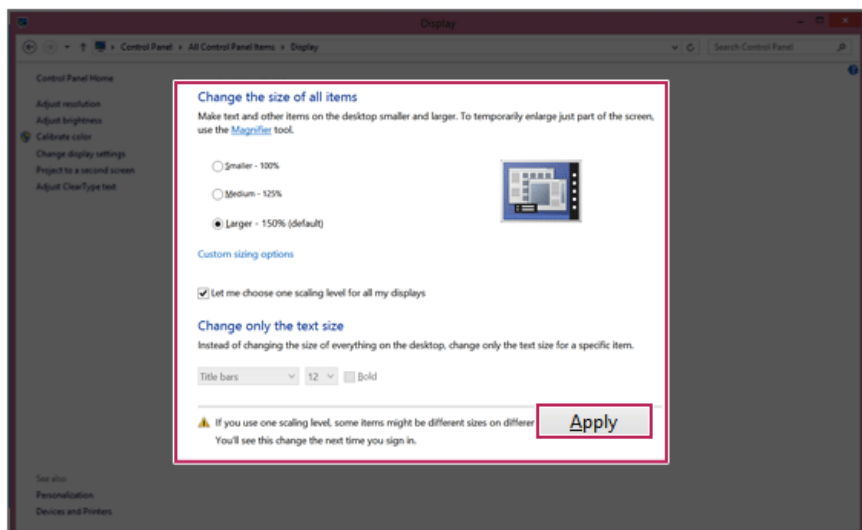 Display
Control Panel › All Control Panel Items › Display
Search Control Panel
Control Panel Home
Adjust resolution
Adjust brightness
Calibrate color
Change display settings
Project to a second screen
Adjust ClearType text
Change the size of all items
Make text and other items on the desktop smaller and larger. To temporarily enlarge just part of the screen,
use the Magnifier tool.
Smaller - 100%
Medium - 125%
Larger - 150% (default)
Custom sizing options
Let me choose one scaling level for all my displays
Change only the text size
Instead of changing the size of everything on the desktop, change only the text size for a specific item.
Title bars 12 Bold
If you use one scaling level, some items might be different sizes on differer
Apply
You'll see this change the next time you sign in.
See also
Personalization
Devices and Printers